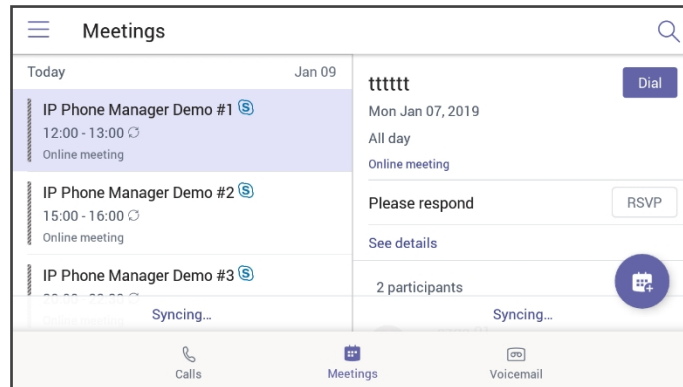 Meetings
Today Jan 09
IP Phone Manager Demo #1
12:00 - 13:00
Online meeting
IP Phone Manager Demo #2
15:00 - 16:00
Online meeting
IP Phone Manager Demo #3
Syncing...
tttttt
Dial
Mon Jan 07, 2019
All day
Online meeting
Please respond
RSVP
See details
2 participants
Syncing...
Calls
Meetings
Voicemail